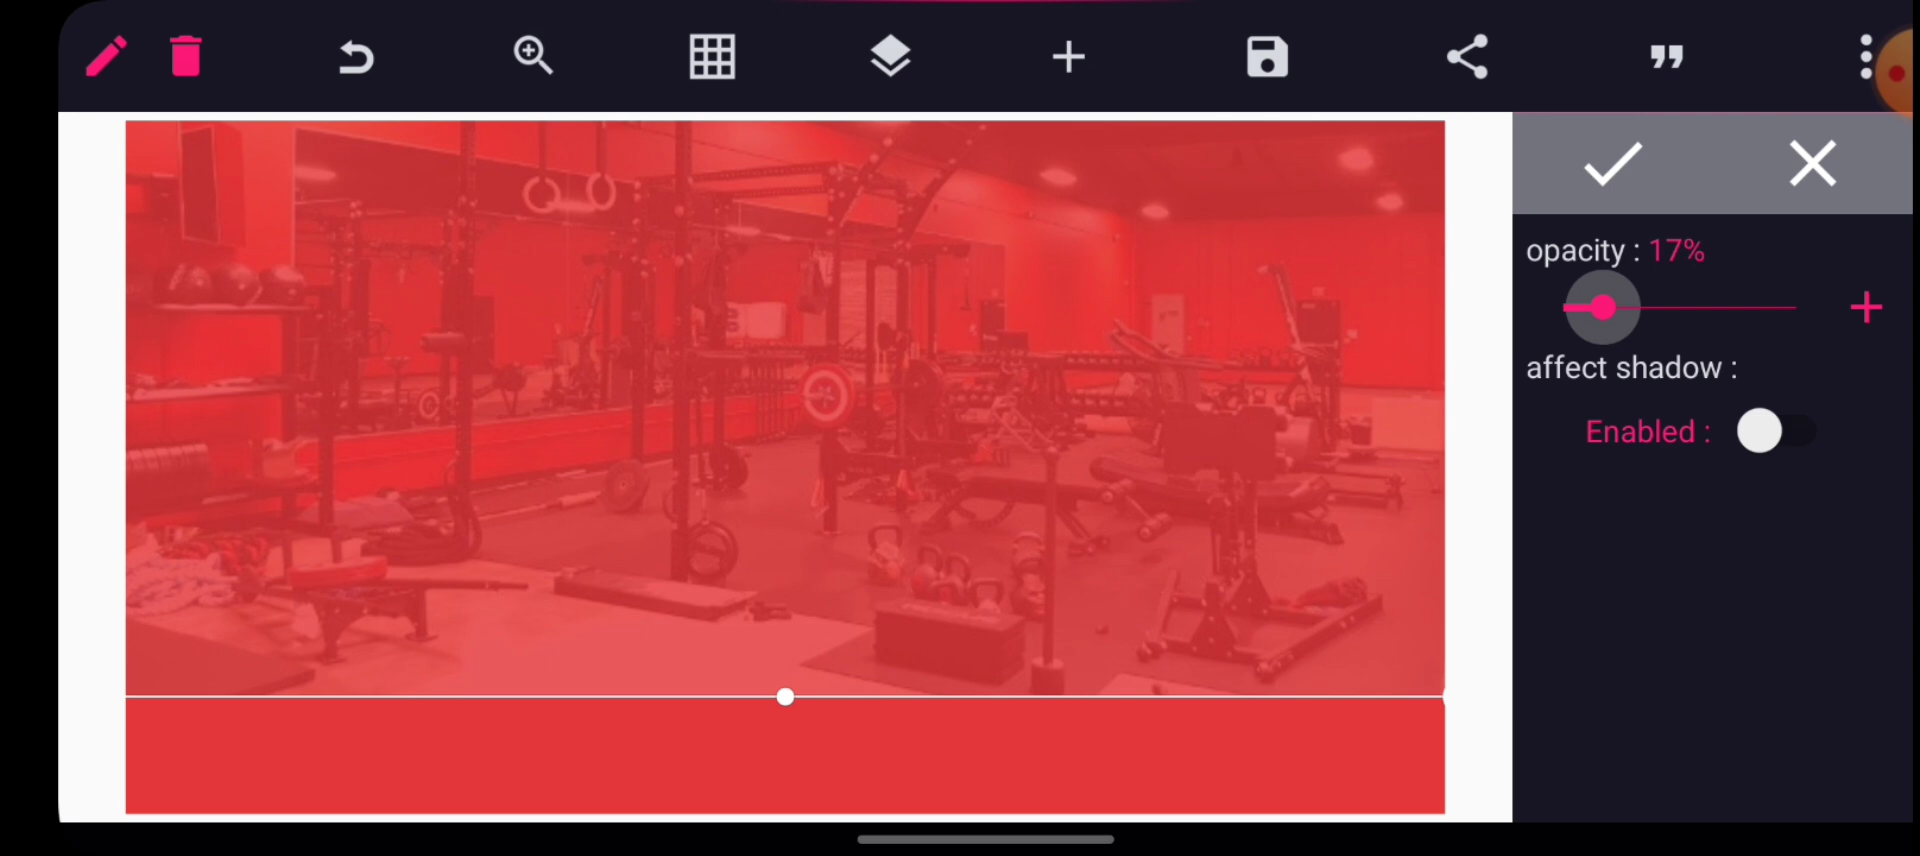 opacity : 17%
affect shadow :
Enabled :